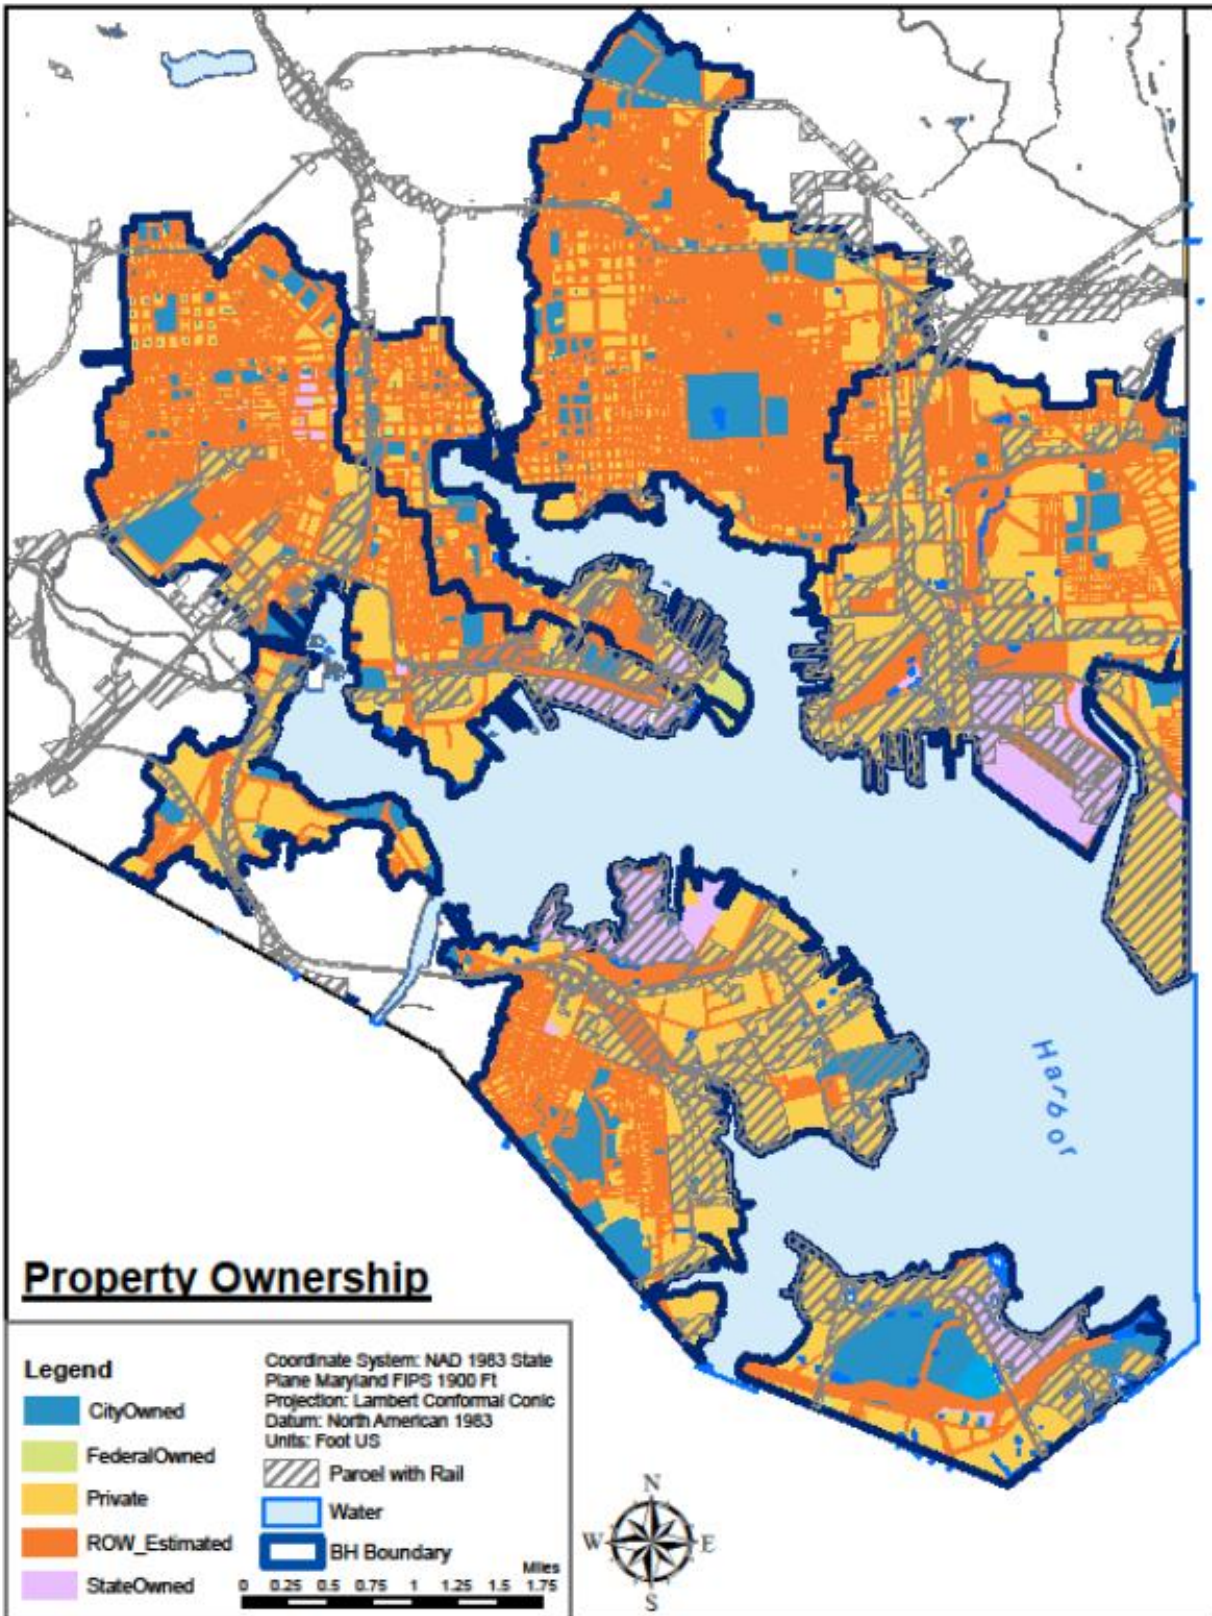 Harbor
Property Ownership
Legend
CityOwned
FederalOwned
Private
ROW_Estimated
StateOwned
Coordinate System: NAD 1983 State
Plane Maryland FIPS 1900 Ft
Projection: Lambert Conformal Conic
Datum: North American 1983
Units: Foot US
Parcel with Rail
Water
BH Boundary
Miles
0 0.25 0.5 0.75 1 1.25 1.5 1.75
N
W E
S